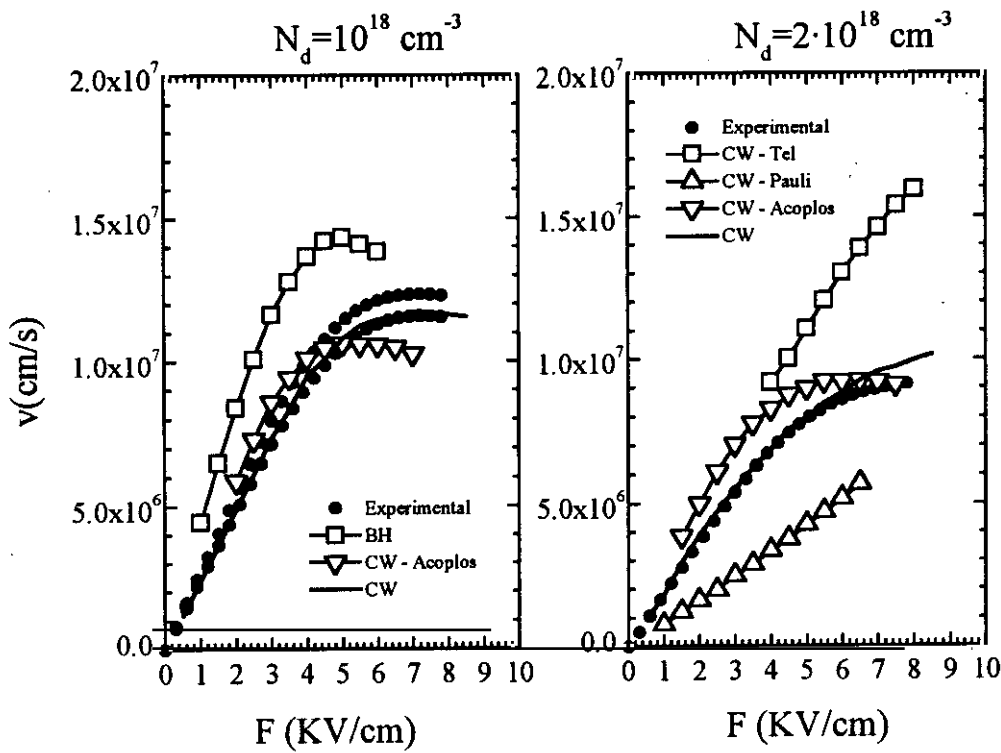 N_d=10^18 cm^-3
v(cm/s)
2.0x10^7
1.5x10^7
1.0x10^7
5.0x10^6
0.0
Experimental
BH
CW - Acoplos
CW
0 1 2 3 4 5 6 7 8 9 10
F (KV/cm)
N_d=2·10^18 cm^-3
2.0x10^7
1.5x10^7
1.0x10^7
5.0x10^6
0.0
Experimental
CW - Tel
CW - Pauli
CW - Acoplos
CW
0 1 2 3 4 5 6 7 8 9 10
F (KV/cm)